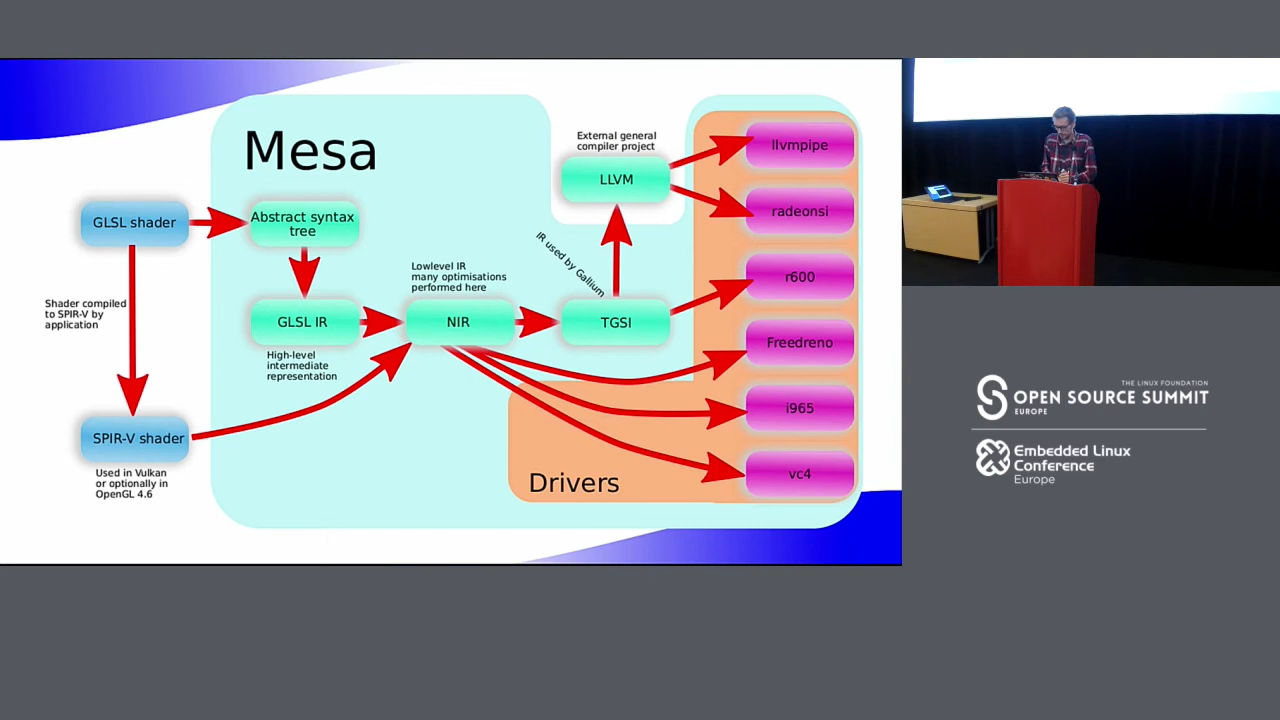 Mesa
GLSL shader
Abstract syntax
tree
Shader compiled
to SPIR-V by
application
GLSL IR
High-level
intermediate
representation
Lowlevel IR
many optimisations
performed here
NIR
IR used by Gallium
TGSI
External general
compiler project
LLVM
SPIR-V shader
Used in Vulkan
or optionally in
OpenGL 4.6
Drivers
llvmpipe
radeonsi
r600
Freedreno
i965
vc4
THE LINUX FOUNDATION
OPEN SOURCE SUMMIT
EUROPE
Embedded Linux
Conference
Europe